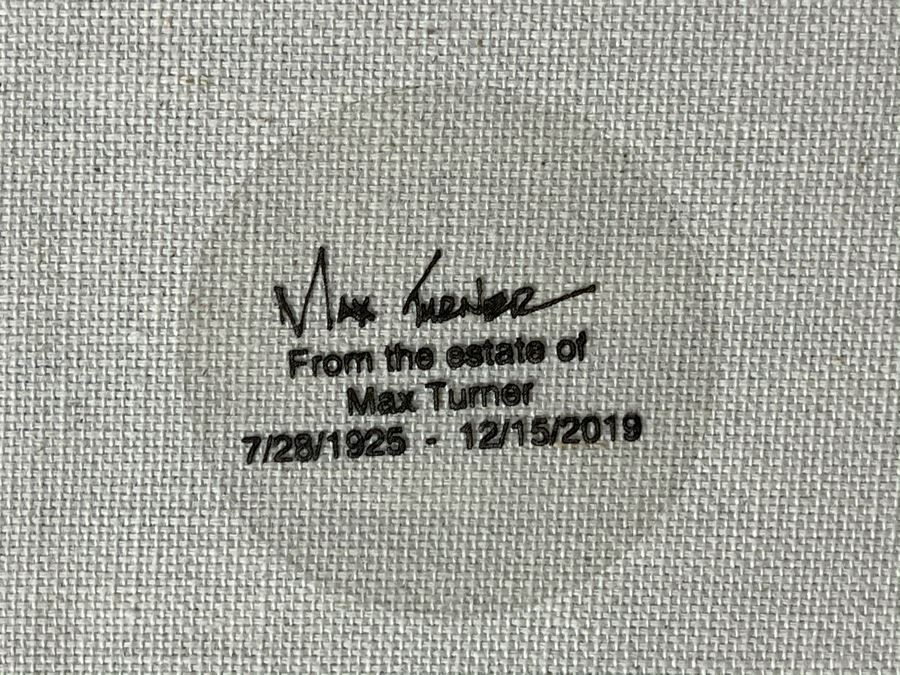 Max Turner
From the estate of
Max Turner
7/28/1925 - 12/15/2019